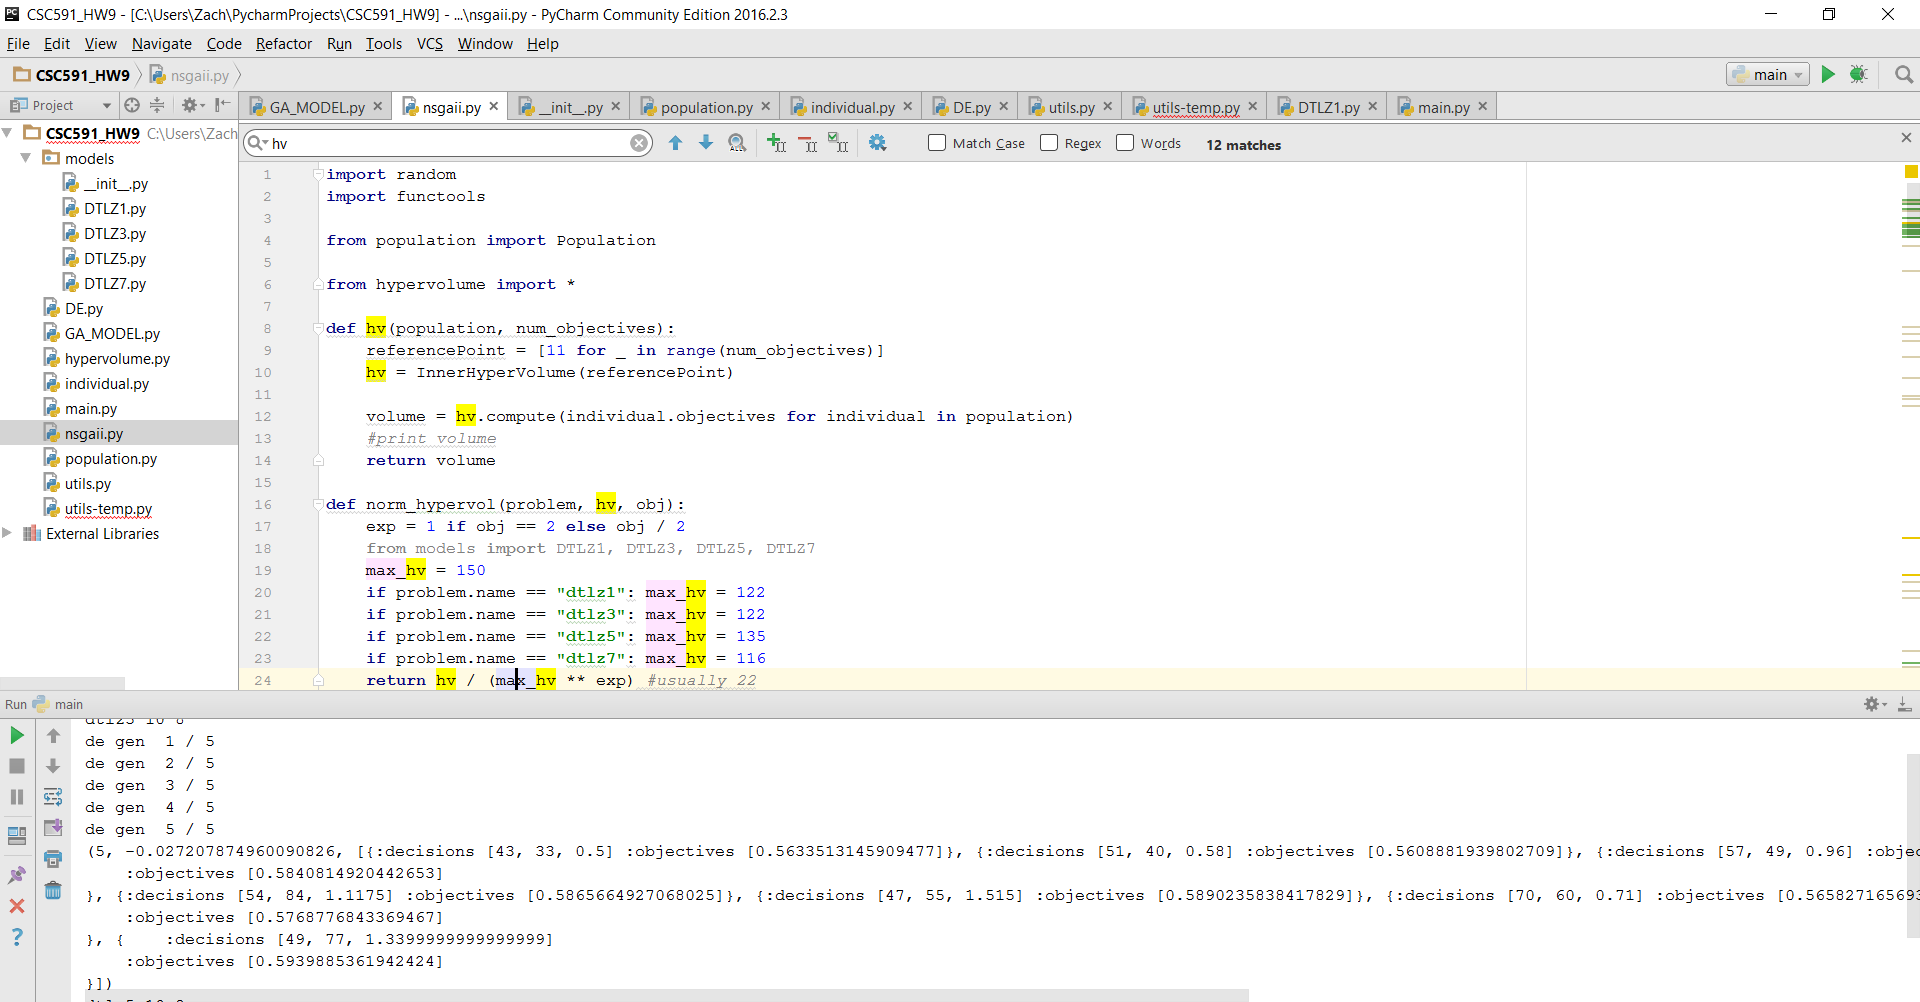 CSC591_HW9 - [C:\Users\Zach\PycharmProjects\CSC591_HW9] - ...\nsgaii.py - PyCharm Community Edition 2016.2.3
File Edit View Navigate Code Refactor Run Tools VCS Window Help
CSC591_HW9 nsgaii.py main
Project GA_MODEL.py nsgaii.py __init__.py population.py individual.py DE.py utils.py utils-temp.py DTLZ1.py main.py
CSC591_HW9 C:\Users\Zach
models
__init__.py
DTLZ1.py
DTLZ3.py
DTLZ5.py
DTLZ7.py
DE.py
GA_MODEL.py
hypervolume.py
individual.py
main.py
nsgaii.py
population.py
utils.py
utils-temp.py
External Libraries
hv Match Case Regex Words 12 matches
1 import random
2 import functools
3
4 from population import Population
5
6 from hypervolume import *
7
8 def hv(population, num_objectives):
9 referencePoint = [11 for _ in range(num_objectives)]
10 hv = InnerHyperVolume(referencePoint)
11
12 volume = hv.compute(individual.objectives for individual in population)
13 #print volume
14 return volume
15
16 def norm_hypervol(problem, hv, obj):
17 exp = 1 if obj == 2 else obj / 2
18 from models import DTLZ1, DTLZ3, DTLZ5, DTLZ7
19 max_hv = 150
20 if problem.name == "dtlz1": max_hv = 122
21 if problem.name == "dtlz3": max_hv = 122
22 if problem.name == "dtlz5": max_hv = 135
23 if problem.name == "dtlz7": max_hv = 116
24 return hv / (max_hv ** exp) #usually 22
Run main
de gen 1 / 5
de gen 2 / 5
de gen 3 / 5
de gen 4 / 5
de gen 5 / 5
(5, -0.027207874960090826, [{:decisions [43, 33, 0.5] :objectives [0.5633513145909477]}, {:decisions [51, 40, 0.58] :objectives [0.5608881939802709]}, {:decisions [57, 49, 0.96] :objec
:objectives [0.5840814920442653]
}, {:decisions [54, 84, 1.1175] :objectives [0.5865664927068025]}, {:decisions [47, 55, 1.515] :objectives [0.5890235838417829]}, {:decisions [70, 60, 0.71] :objectives [0.565827165693
:objectives [0.5768776843369467]
}, { :decisions [49, 77, 1.3399999999999999]
:objectives [0.5939885361942424]
}])